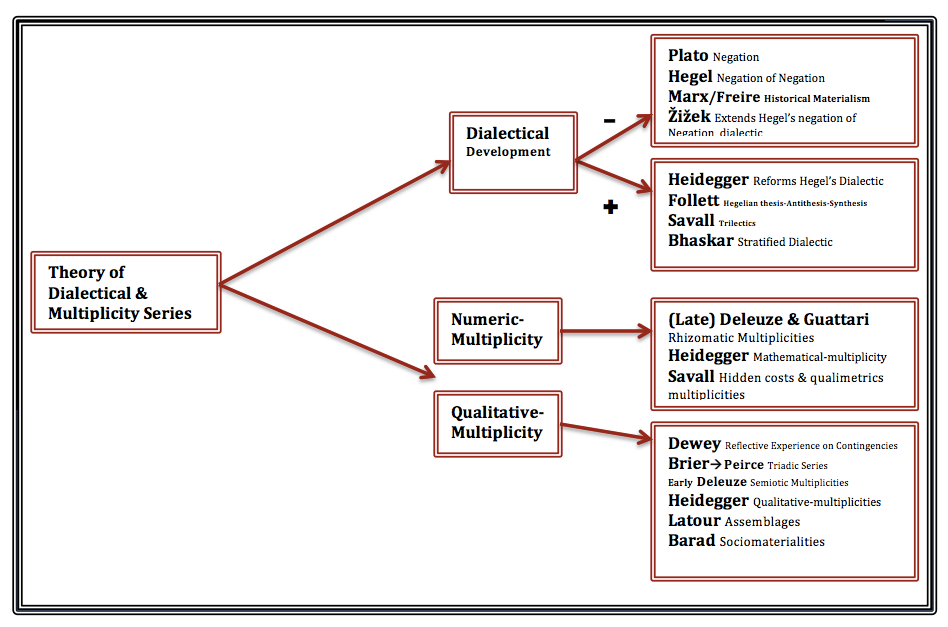 Theory of
Dialectical &
Multiplicity Series
Dialectical
Development
−
+
Plato Negation
Hegel Negation of Negation
Marx/Freire Historical Materialism
Žižek Extends Hegel's negation of
Negation dialectic
Heidegger Reforms Hegel's Dialectic
Follett Hegelian thesis-Antithesis-Synthesis
Savall Trilectics
Bhaskar Stratified Dialectic
Numeric-
Multiplicity
(Late) Deleuze & Guattari
Rhizomatic Multiplicities
Heidegger Mathematical-multiplicity
Savall Hidden costs & qualimetrics
multiplicities
Qualitative-
Multiplicity
Dewey Reflective Experience on Contingencies
Brier→Peirce Triadic Series
Early Deleuze Semiotic Multiplicities
Heidegger Qualitative-multiplicities
Latour Assemblages
Barad Sociomaterialities